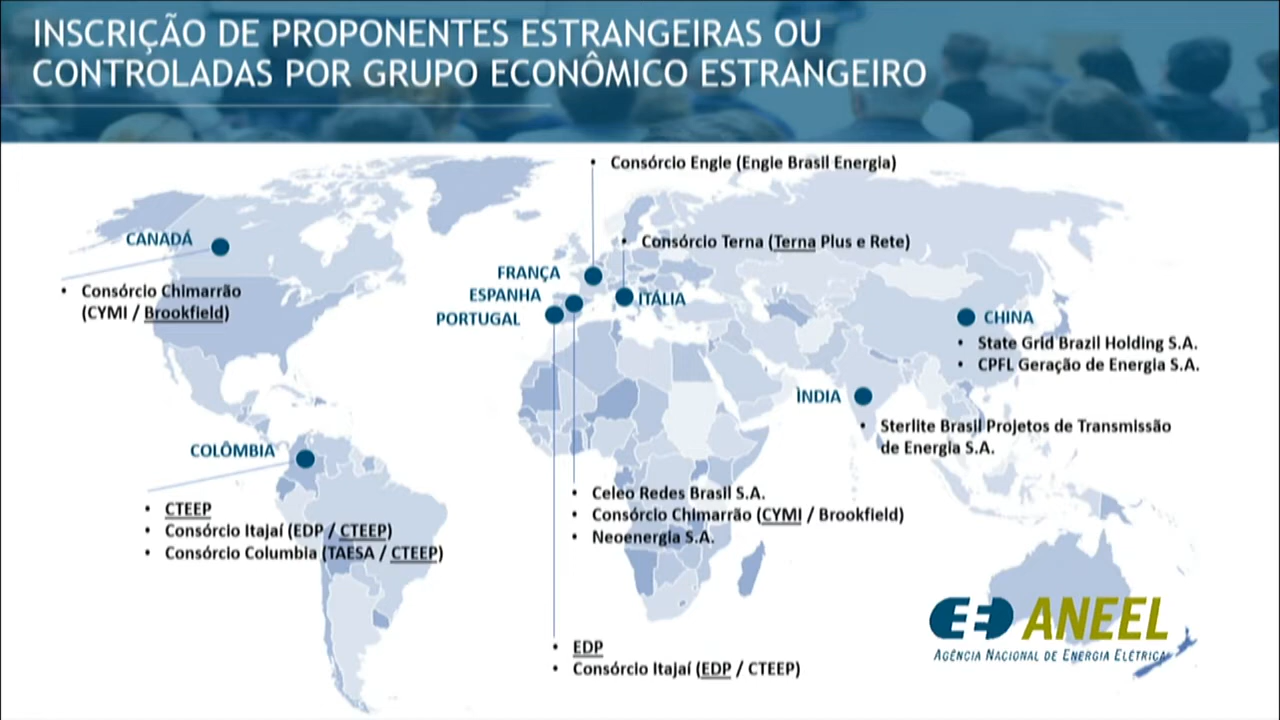 INSCRIÇÃO DE PROPONENTES ESTRANGEIRAS OU
CONTROLADAS POR GRUPO ECONÔMICO ESTRANGEIRO
• Consórcio Engie (Engie Brasil Energia)
CANADÁ
• Consórcio Terna (Terna Plus e Rete)
FRANÇA
• Consórcio Chimarrão
(CYMI / Brookfield)
ESPANHA
ITÁLIA
PORTUGAL
CHINA
• State Grid Brazil Holding S.A.
• CPFL Geração de Energia S.A.
ÌNDIA
• Sterlite Brasil Projetos de Transmissão
de Energia S.A.
COLÔMBIA
• CTEEP
• Consórcio Itajaí (EDP / CTEEP)
• Consórcio Columbia (TAESA / CTEEP)
• Celeo Redes Brasil S.A.
• Consórcio Chimarrão (CYMI / Brookfield)
• Neoenergia S.A.
• EDP
• Consórcio Itajaí (EDP / CTEEP)
ANEEL
AGÊNCIA NACIONAL DE ENERGIA ELÉTRICA